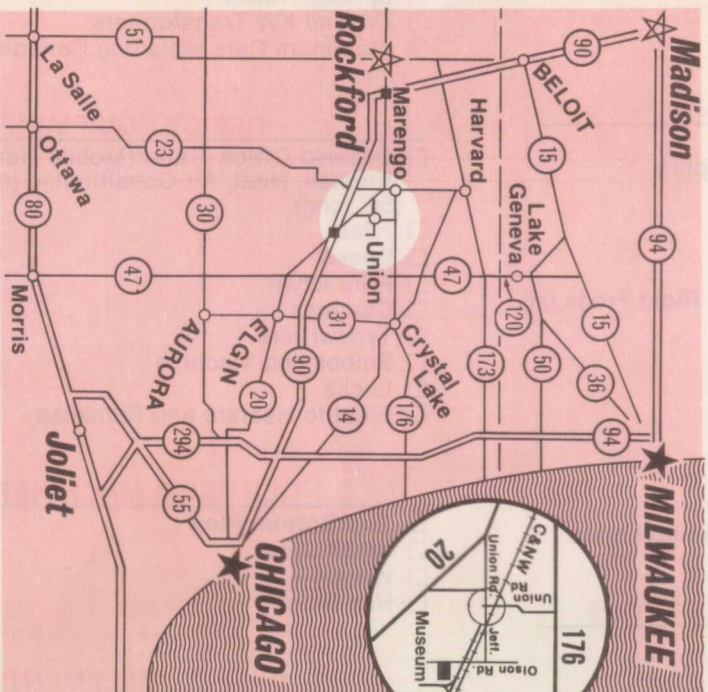 Madison
94
MILWAUKEE
90
BELOIT
15
15
36
94
Lake
Geneva
120
50
Harvard
173
47
Rockford
Marengo
Union
Crystal
Lake
176
31
14
90
ELGIN
20
AURORA
30
23
51
La Salle
Ottawa
80
47
Morris
Joliet
294
55
CHICAGO
176
C&NW
Union Rd.
Union
Rd
Jeff.
Olson Rd.
Museum
20